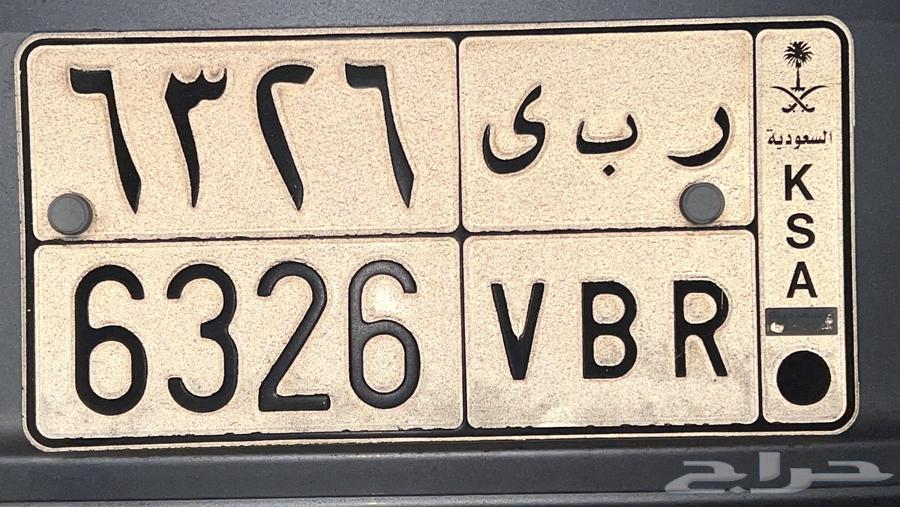 ٦٣٢٦ ر ب ى
6326 VBR
السعودية
K
S
A
حراج